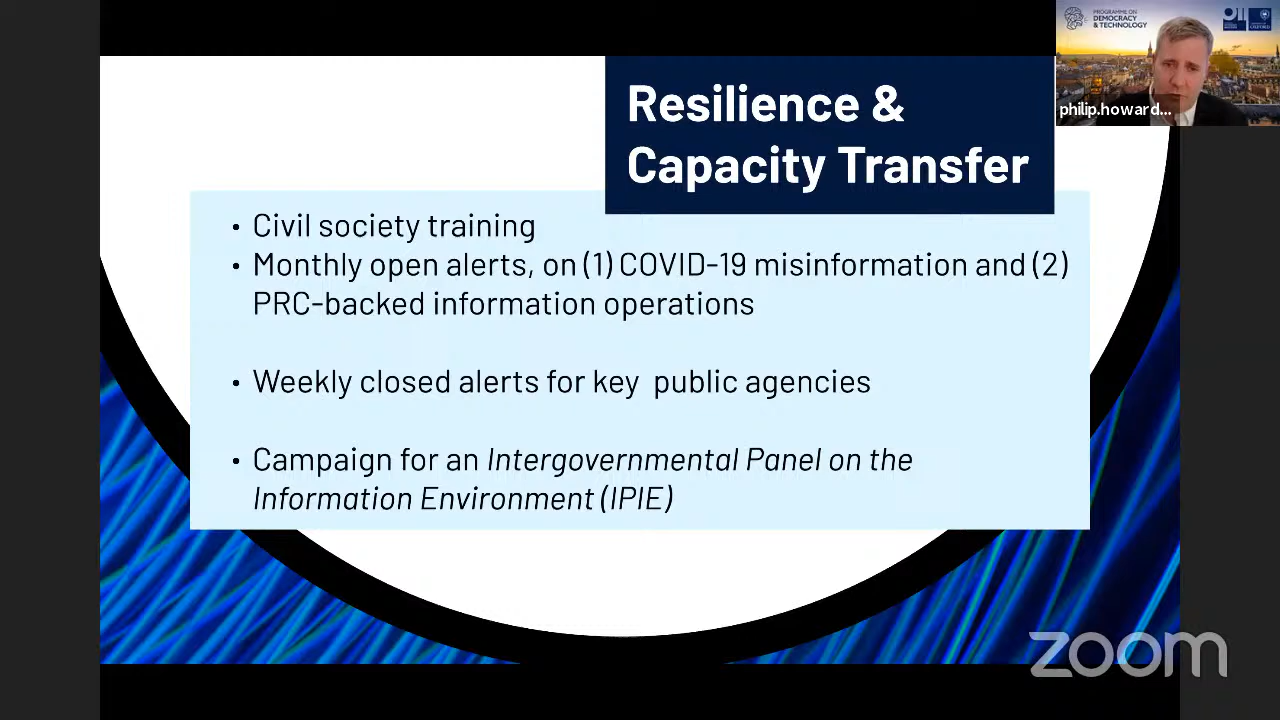 PROGRAMME ON
DEMOCRACY
& TECHNOLOGY
OII
OXFORD
philip.howard...
Resilience &
Capacity Transfer
• Civil society training
• Monthly open alerts, on (1) COVID-19 misinformation and (2)
PRC-backed information operations
• Weekly closed alerts for key public agencies
• Campaign for an Intergovernmental Panel on the
Information Environment (IPIE)
zoom